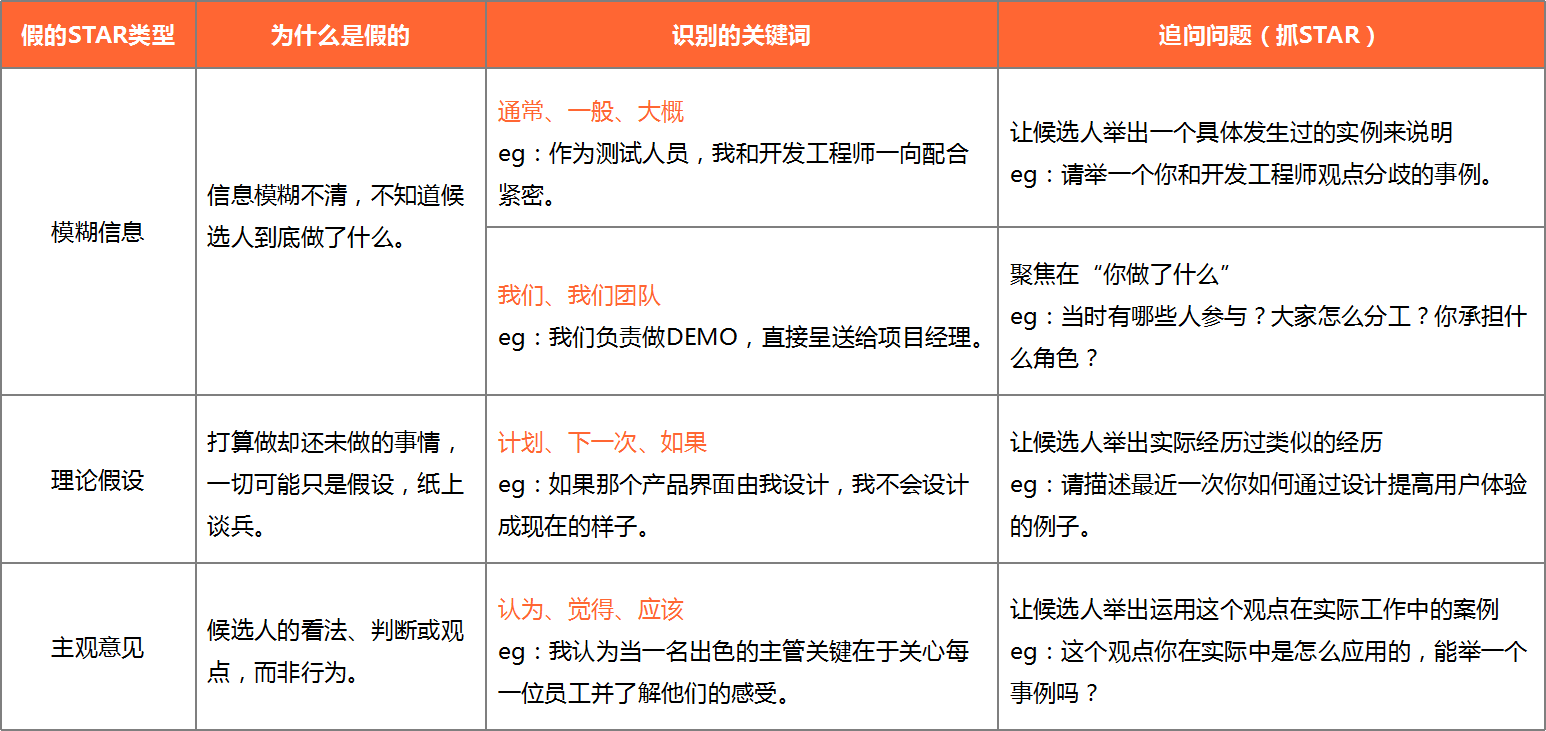 假的STAR类型
为什么是假的
识别的关键词
追问问题（抓STAR）
模糊信息
信息模糊不清，不知道候
选人到底做了什么。
通常、一般、大概
eg：作为测试人员，我和开发工程师一向配合
紧密。
让候选人举出一个具体发生过的实例来说明
eg：请举一个你和开发工程师观点分歧的事例。
我们、我们团队
eg：我们负责做DEMO，直接呈送给项目经理。
聚焦在“你做了什么”
eg：当时有哪些人参与？大家怎么分工？你承担什
么角色？
理论假设
打算做却还未做的事情，
一切可能只是假设，纸上
谈兵。
计划、下一次、如果
eg：如果那个产品界面由我设计，我不会设计
成现在的样子。
让候选人举出实际经历过类似的经历
eg：请描述最近一次你如何通过设计提高用户体验
的例子。
主观意见
候选人的看法、判断或观
点，而非行为。
认为、觉得、应该
eg：我认为当一名出色的主管关键在于关心每
一位员工并了解他们的感受。
让候选人举出运用这个观点在实际工作中的案例
eg：这个观点你在实际中是怎么应用的，能举一个
事例吗？